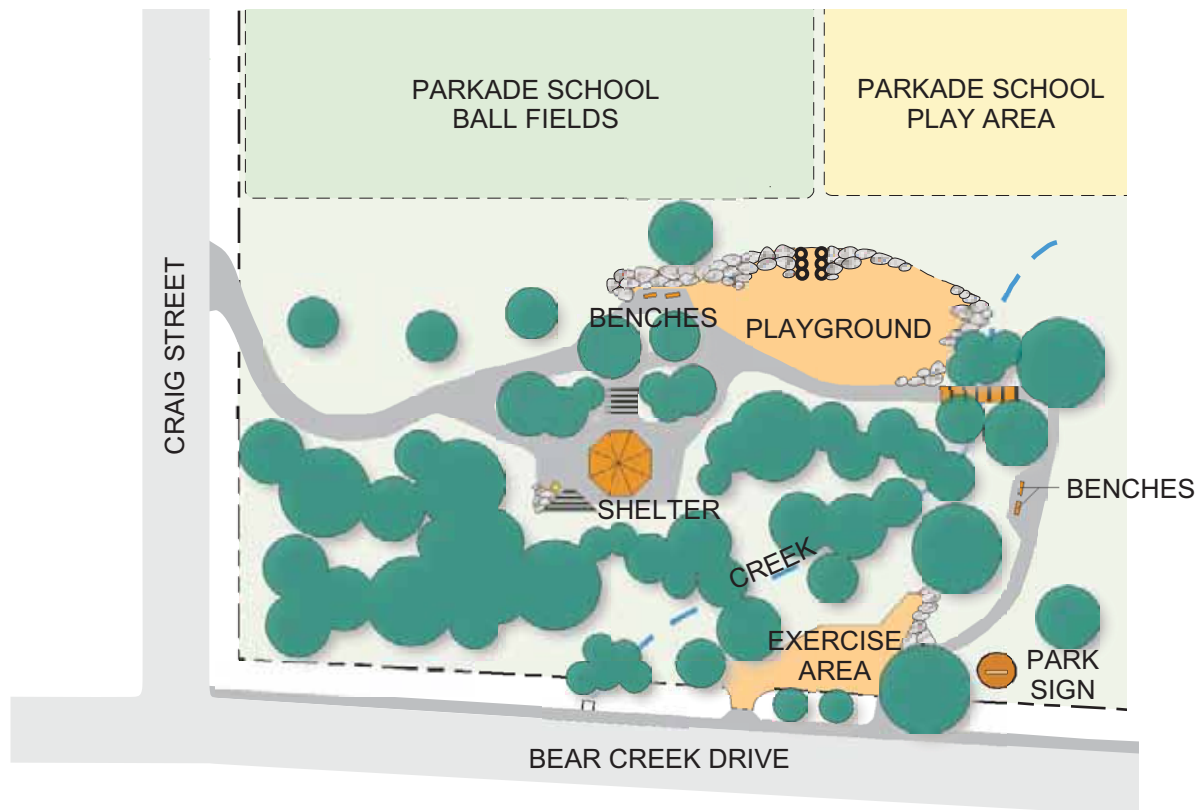 PARKADE SCHOOL
BALL FIELDS
PARKADE SCHOOL
PLAY AREA
CRAIG STREET
BENCHES
PLAYGROUND
SHELTER
BENCHES
CREEK
EXERCISE
AREA
PARK
SIGN
BEAR CREEK DRIVE